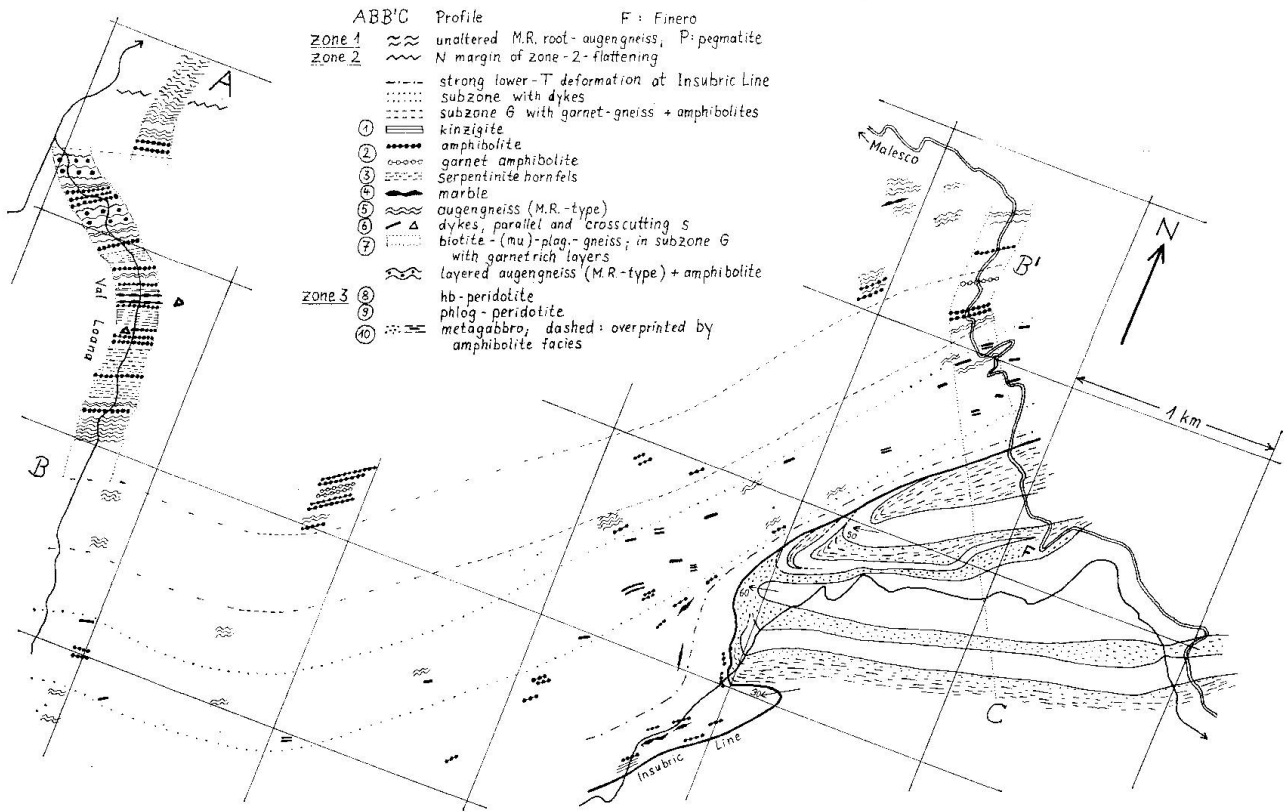 ABB'C Profile F : Finero
zone 1 unaltered M.R. root-augengneiss; P: pegmatite
zone 2 N margin of zone-2-flattening
strong lower-T deformation at Insubric Line
subzone with dykes
subzone G with garnet-gneiss + amphibolites
① kinzigite
② amphibolite
garnet amphibolite
③ serpentinite hornfels
④ marble
⑤ augengneiss (M.R.-type)
⑥ dykes, parallel and crosscutting s
⑦ biotite-(mu)-plag.-gneiss; in subzone G
with garnetrich layers
layered augengneiss (M.R.-type) + amphibolite
zone 3 ⑧ hb-peridotite
⑨ phlog-peridotite
⑩ metagabbro; dashed: overprinted by
amphibolite facies
A
Malesco
N
B'
Val Loana
1 km
B
50
F
60
30
C
Insubric Line